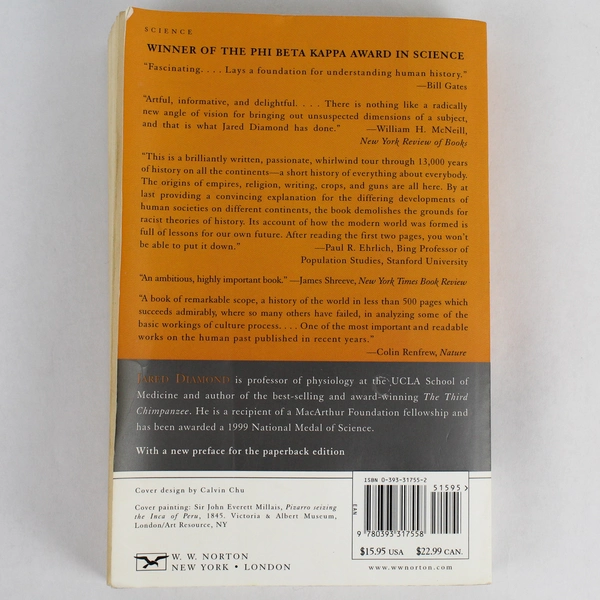 SCIENCE
WINNER OF THE PHI BETA KAPPA AWARD IN SCIENCE
“Fascinating. . . . Lays a foundation for understanding human history.”
—Bill Gates
“Artful, informative, and delightful. . . . There is nothing like a radically
new angle of vision for bringing out unsuspected dimensions of a subject,
and that is what Jared Diamond has done.” —William H. McNeill,
New York Review of Books
“This is a brilliantly written, passionate, whirlwind tour through 13,000 years
of history on all the continents—a short history of everything about everybody.
The origins of empires, religion, writing, crops, and guns are all here. By at
last providing a convincing explanation for the differing developments of
human societies on different continents, the book demolishes the grounds for
racist theories of history. Its account of how the modern world was formed is
full of lessons for our own future. After reading the first two pages, you won’t
be able to put it down.” —Paul R. Ehrlich, Bing Professor of
Population Studies, Stanford University
“An ambitious, highly important book.” —James Shreeve, New York Times Book Review
“A book of remarkable scope, a history of the world in less than 500 pages which
succeeds admirably, where so many others have failed, in analyzing some of the
basic workings of culture process. . . . One of the most important and readable
works on the human past published in recent years.”
—Colin Renfrew, Nature
JARED DIAMOND is professor of physiology at the UCLA School of
Medicine and author of the best-selling and award-winning The Third
Chimpanzee. He is a recipient of a MacArthur Foundation fellowship and
has been awarded a 1999 National Medal of Science.
With a new preface for the paperback edition
Cover design by Calvin Chu
Cover painting: Sir John Everett Millais, Pizarro seizing
the Inca of Peru, 1845. Victoria & Albert Museum,
London/Art Resource, NY
W. W. NORTON
NEW YORK • LONDON
ISBN 0-393-31755-2
51595>
EAN
9 780393 317558
$15.95 USA $22.99 CAN.
www.wwnorton.com